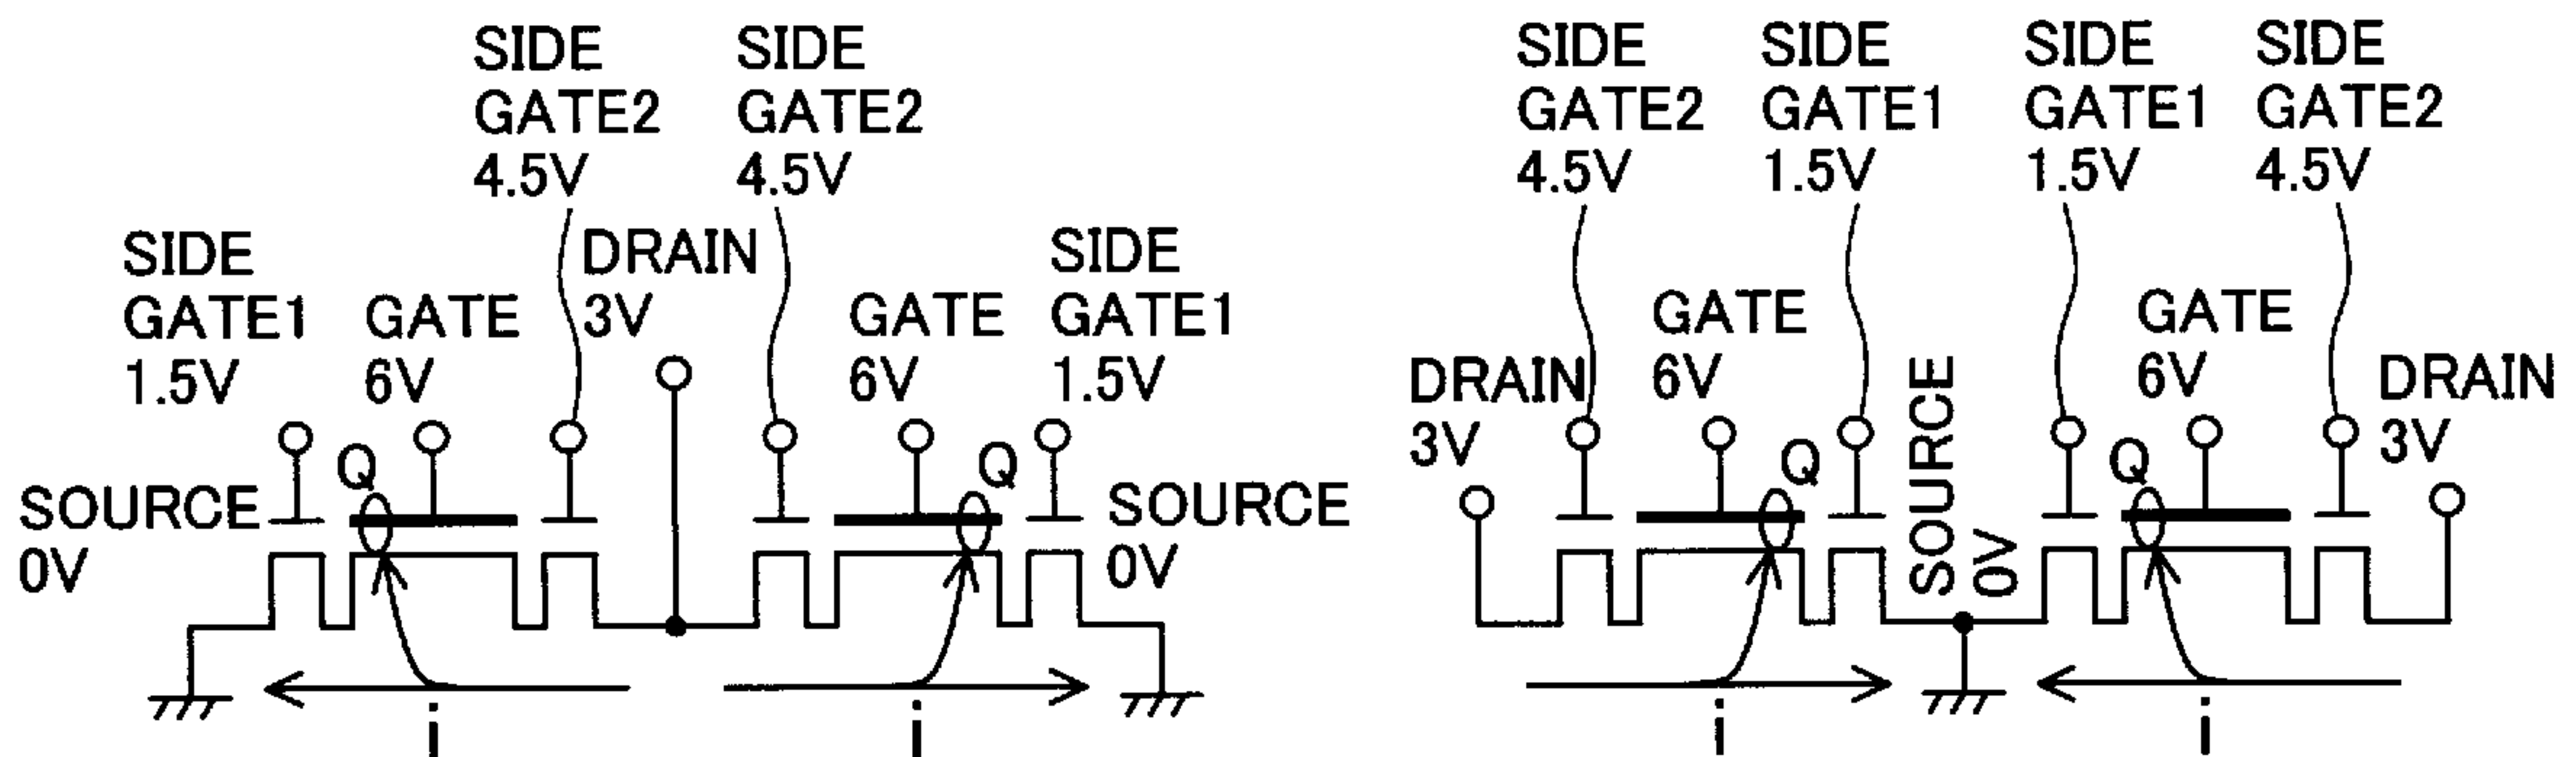 SIDE
GATE2
4.5V
SIDE
GATE2
4.5V
SIDE
GATE1
1.5V
GATE
6V
DRAIN
3V
GATE
6V
SIDE
GATE1
1.5V
Q
Q
SOURCE
0V
SOURCE
0V
i
i
SIDE
GATE2
4.5V
SIDE
GATE1
1.5V
SIDE
GATE1
1.5V
SIDE
GATE2
4.5V
DRAIN
3V
GATE
6V
SOURCE
0V
GATE
6V
DRAIN
3V
Q
Q
i
i